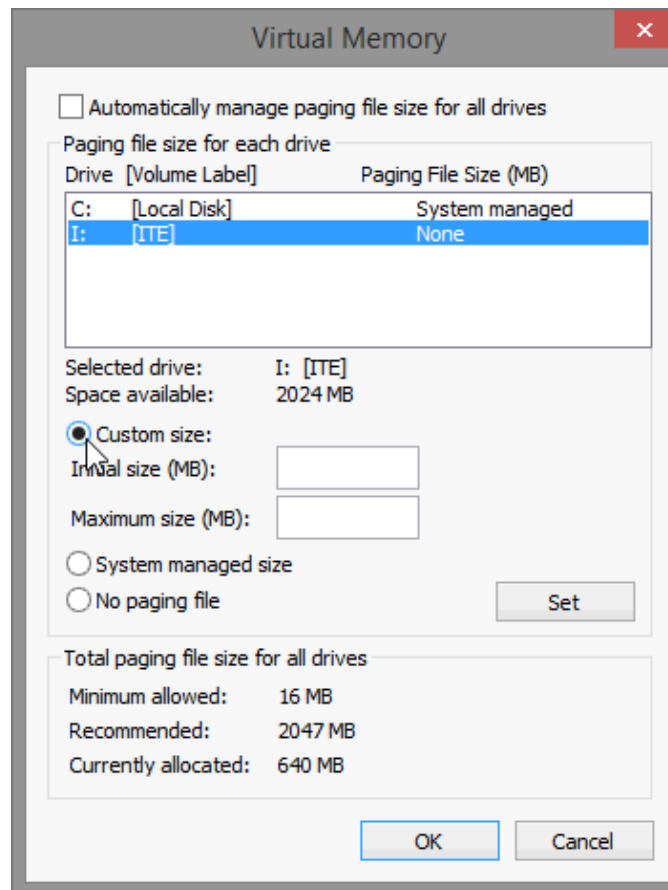 Virtual Memory
Automatically manage paging file size for all drives
Paging file size for each drive
Drive [Volume Label] Paging File Size (MB)
C: [Local Disk] System managed
I: [ITE] None
Selected drive: I: [ITE]
Space available: 2024 MB
Custom size:
Initial size (MB):
Maximum size (MB):
System managed size
No paging file
Set
Total paging file size for all drives
Minimum allowed: 16 MB
Recommended: 2047 MB
Currently allocated: 640 MB
OK Cancel